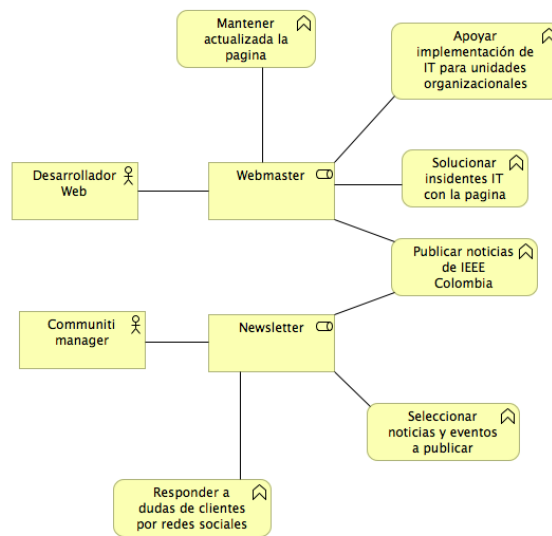 Mantener
actualizada la
pagina
Apoyar
implementación de
IT para unidades
organizacionales
Desarrollador
Web
Webmaster
Solucionar
insidentes IT
con la pagina
Publicar noticias
de IEEE
Colombia
Communiti
manager
Newsletter
Seleccionar
noticias y eventos
a publicar
Responder a
dudas de clientes
por redes sociales